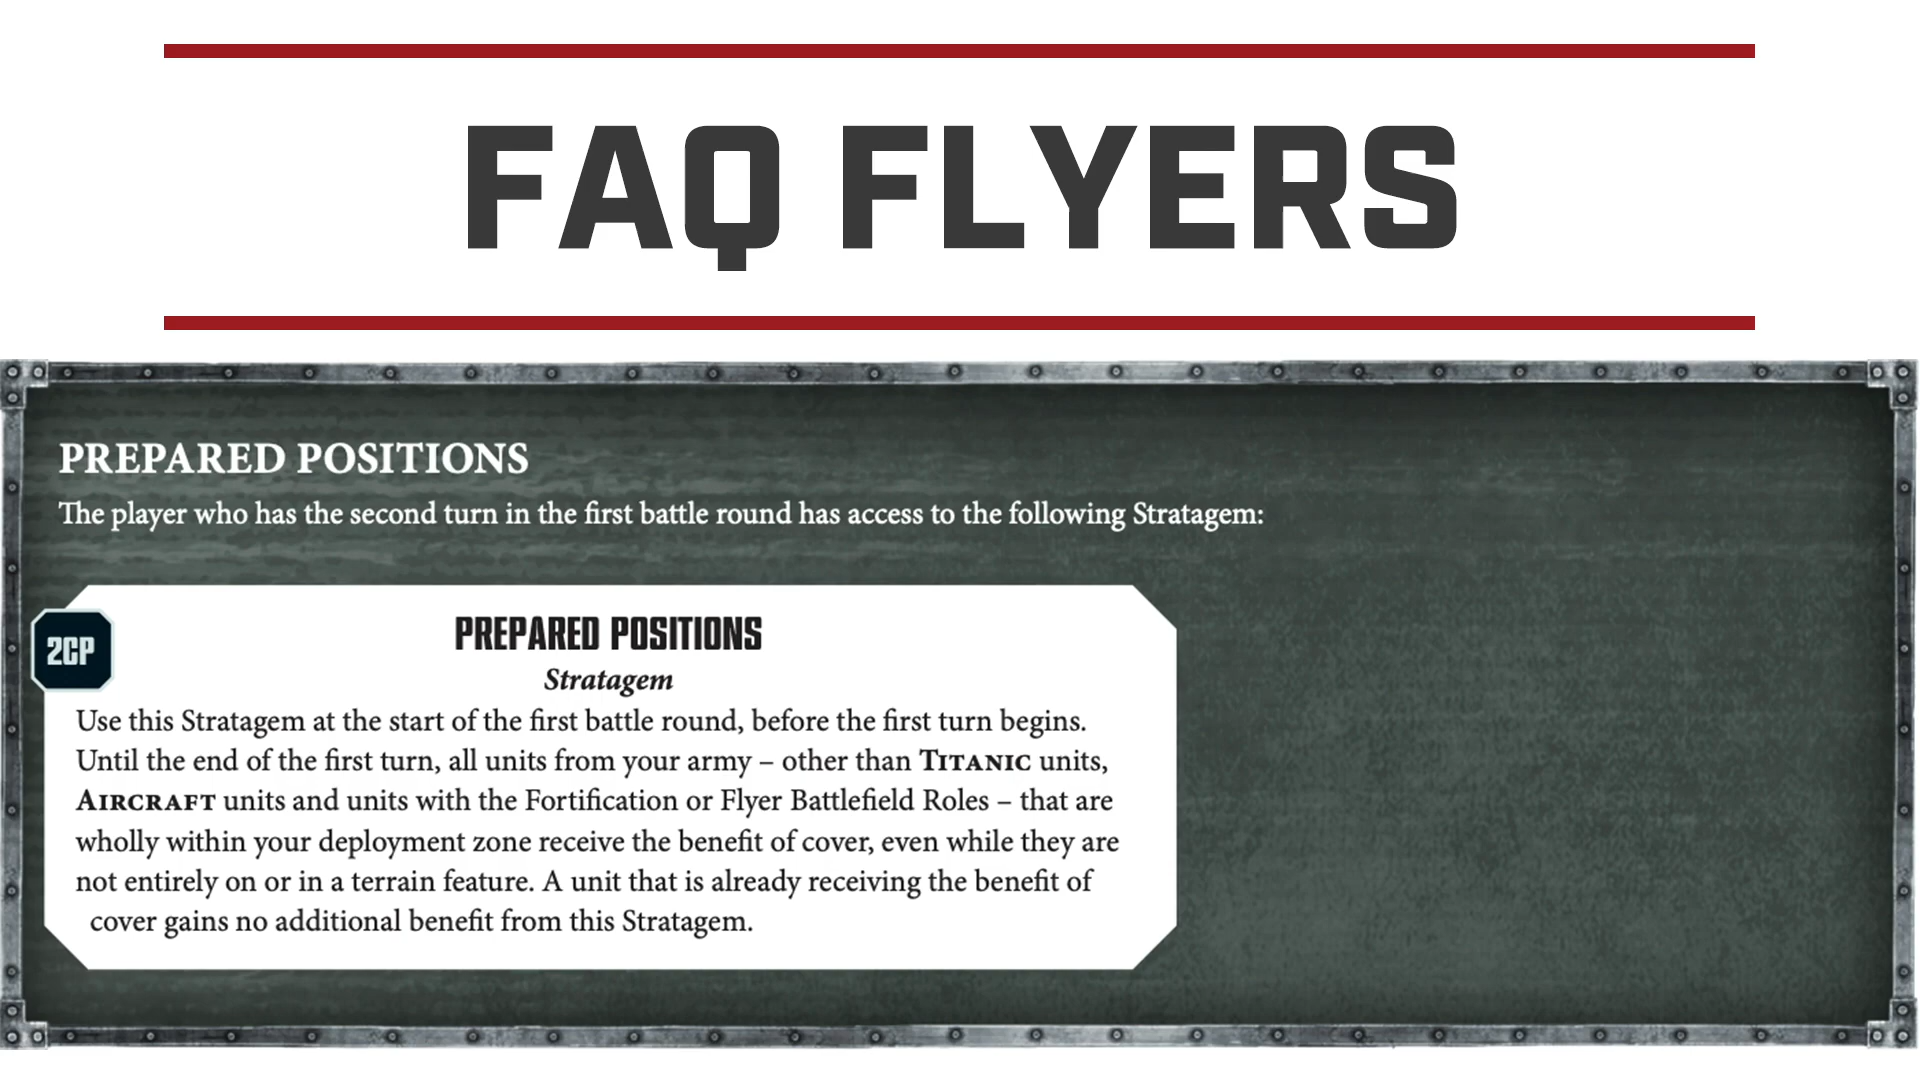 FAQ FLYERS
PREPARED POSITIONS
The player who has the second turn in the first battle round has access to the following Stratagem:
2CP
PREPARED POSITIONS
Stratagem
Use this Stratagem at the start of the first battle round, before the first turn begins.
Until the end of the first turn, all units from your army – other than TITANIC units,
AIRCRAFT units and units with the Fortification or Flyer Battlefield Roles – that are
wholly within your deployment zone receive the benefit of cover, even while they are
not entirely on or in a terrain feature. A unit that is already receiving the benefit of
cover gains no additional benefit from this Stratagem.